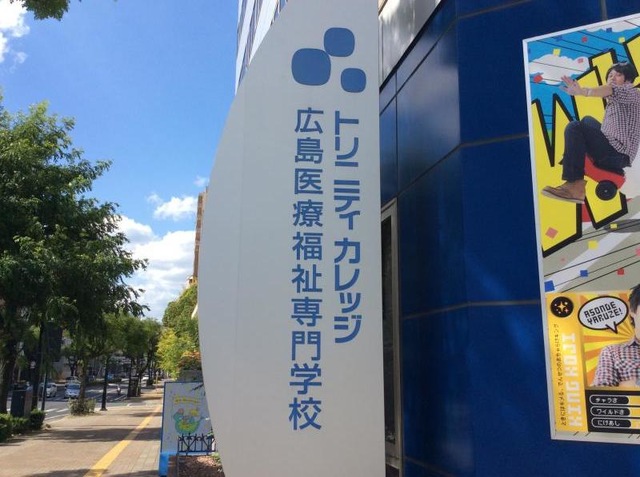 トリニティカレッジ
広島医療福祉専門学校
ASONDE
YARUZE!
チャラさ
ワイルドさ
にげあし